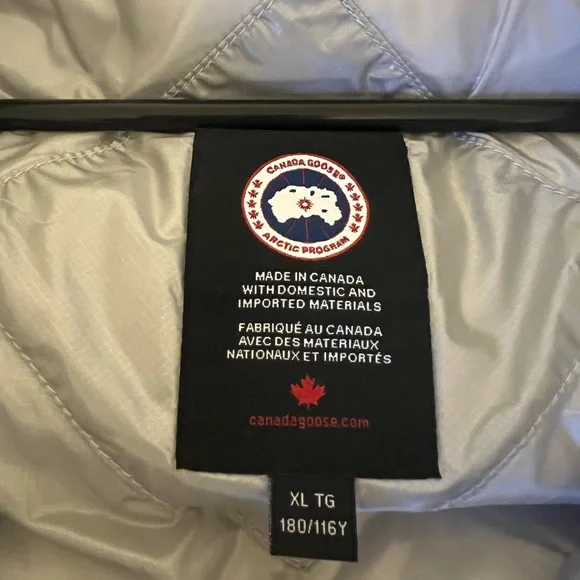 CANADA GOOSE®
ARCTIC PROGRAM
MADE IN CANADA
WITH DOMESTIC AND
IMPORTED MATERIALS
FABRIQUÉ AU CANADA
AVEC DES MATERIAUX
NATIONAUX ET IMPORTÉS
canadagoose.com
XL TG
180/116Y